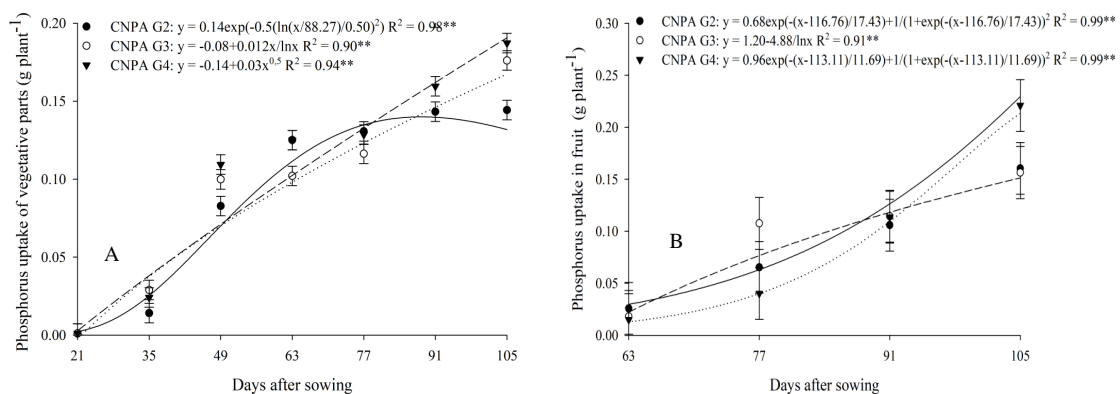 CNPA G2: y = 0.14exp(-0.5(ln(x/88.27)/0.50)²) R² = 0.98**
CNPA G3: y = -0.08+0.012x/lnx R² = 0.90**
CNPA G4: y = -0.14+0.03x⁰,⁵ R² = 0.94**
Phosphorus uptake of vegetative parts (g plant⁻¹)
0.20
0.15
0.10
0.05
0.00
A
21 35 49 63 77 91 105
Days after sowing
CNPA G2: y = 0.68exp(-(x-116.76)/17.43)+1/(1+exp(-(x-116.76)/17.43))² R² = 0.99**
CNPA G3: y = 1.20-4.88/lnx R² = 0.91**
CNPA G4: y = 0.96exp(-(x-113.11)/11.69)+1/(1+exp(-(x-113.11)/11.69))² R² = 0.99**
Phosphorus uptake in fruit (g plant⁻¹)
0.30
0.25
0.20
0.15
0.10
0.05
0.00
B
63 77 91 105
Days after sowing